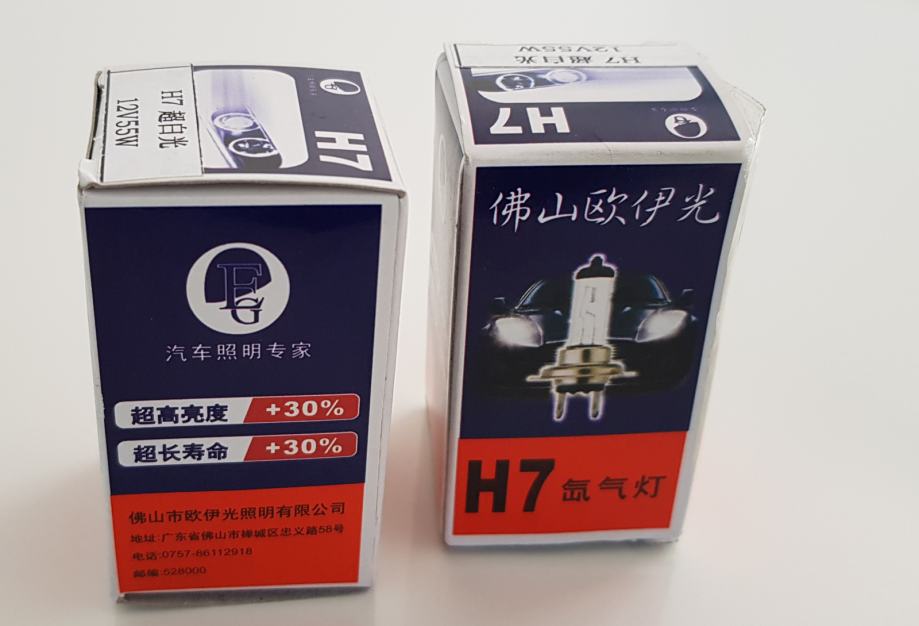 H7 超白光
12V55W
H7
OEG
汽车照明专家
超高亮度 +30%
超长寿命 +30%
佛山市欧伊光照明有限公司
地址:广东省佛山市禅城区忠义路58号
电话:0757-86112918
邮编:528000
H7 超白光
12V55W
H7
佛山欧伊光
H7 氙气灯